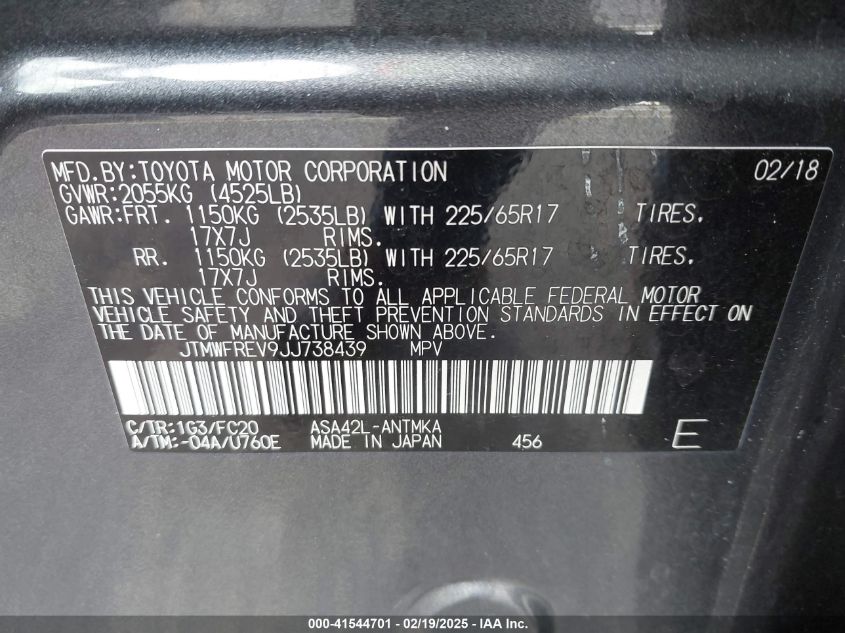 MFD.BY:TOYOTA MOTOR CORPORATION 02/18
GVWR:2055KG (4525LB)
GAWR:FRT. 1150KG (2535LB) WITH 225/65R17 TIRES.
17X7J RIMS.
RR. 1150KG (2535LB) WITH 225/65R17 TIRES.
17X7J RIMS.
THIS VEHICLE CONFORMS TO ALL APPLICABLE FEDERAL MOTOR
VEHICLE SAFETY AND THEFT PREVENTION STANDARDS IN EFFECT ON
THE DATE OF MANUFACTURE SHOWN ABOVE.
JTMWFREV9JJ738439 MPV
C/TR:1G3/FC20 ASA42L-ANTMKA
A/TM:-04A/U760E MADE IN JAPAN 456 E
000-41544701 - 02/19/2025 - IAA Inc.